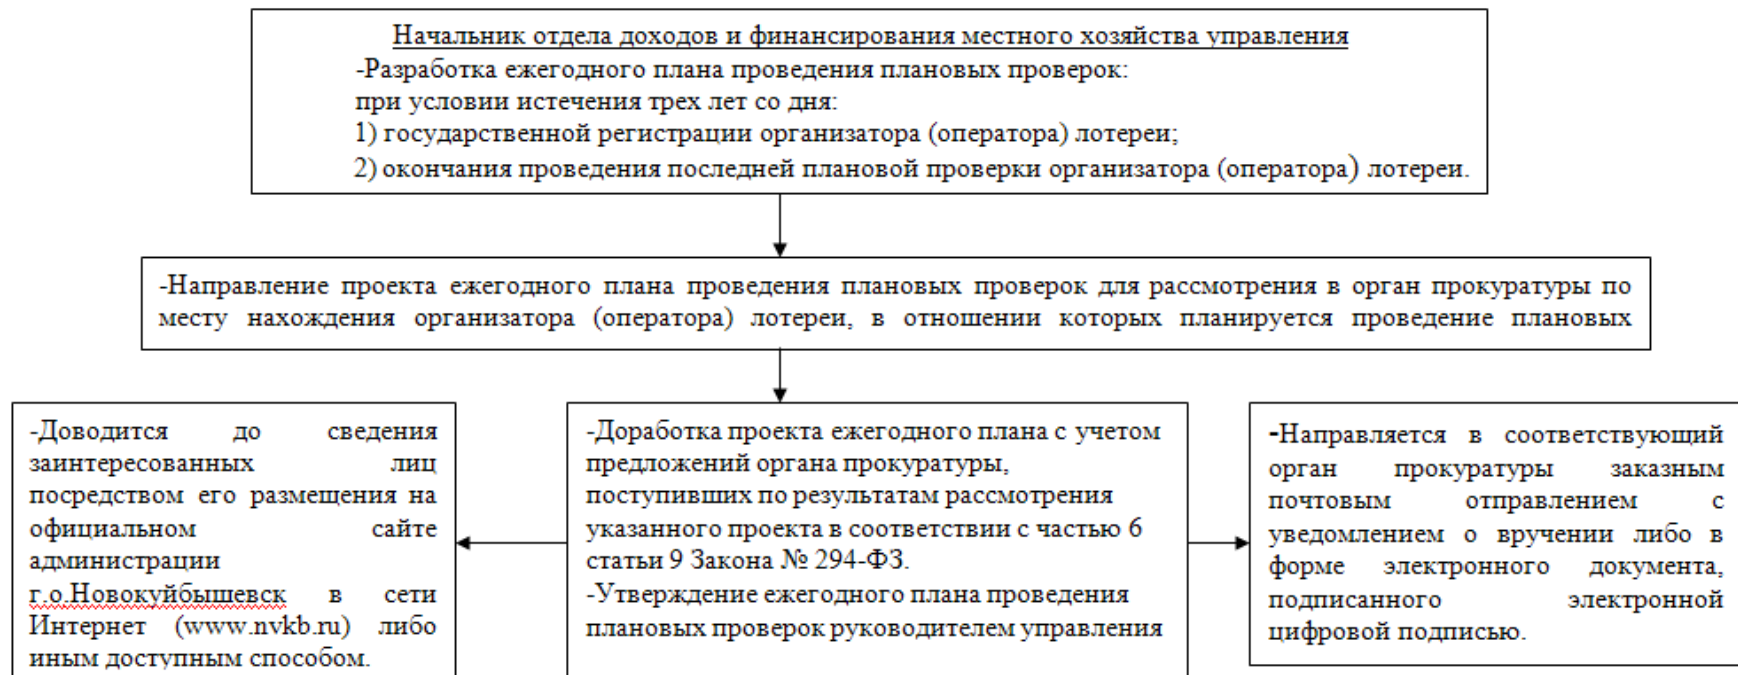 Начальник отдела доходов и финансирования местного хозяйства управления
-Разработка ежегодного плана проведения плановых проверок:
при условии истечения трех лет со дня:
1) государственной регистрации организатора (оператора) лотереи;
2) окончания проведения последней плановой проверки организатора (оператора) лотереи.
-Направление проекта ежегодного плана проведения плановых проверок для рассмотрения в орган прокуратуры по
месту нахождения организатора (оператора) лотереи, в отношении которых планируется проведение плановых
-Доводится до сведения
заинтересованных лиц
посредством его размещения на
официальном сайте
администрации
г.о.Новокуйбышевск в сети
Интернет (www.nvkb.ru) либо
иным доступным способом.
-Доработка проекта ежегодного плана с учетом
предложений органа прокуратуры,
поступивших по результатам рассмотрения
указанного проекта в соответствии с частью 6
статьи 9 Закона № 294-ФЗ.
-Утверждение ежегодного плана проведения
плановых проверок руководителем управления
-Направляется в соответствующий
орган прокуратуры заказным
почтовым отправлением с
уведомлением о вручении либо в
форме электронного документа,
подписанного электронной
цифровой подписью.